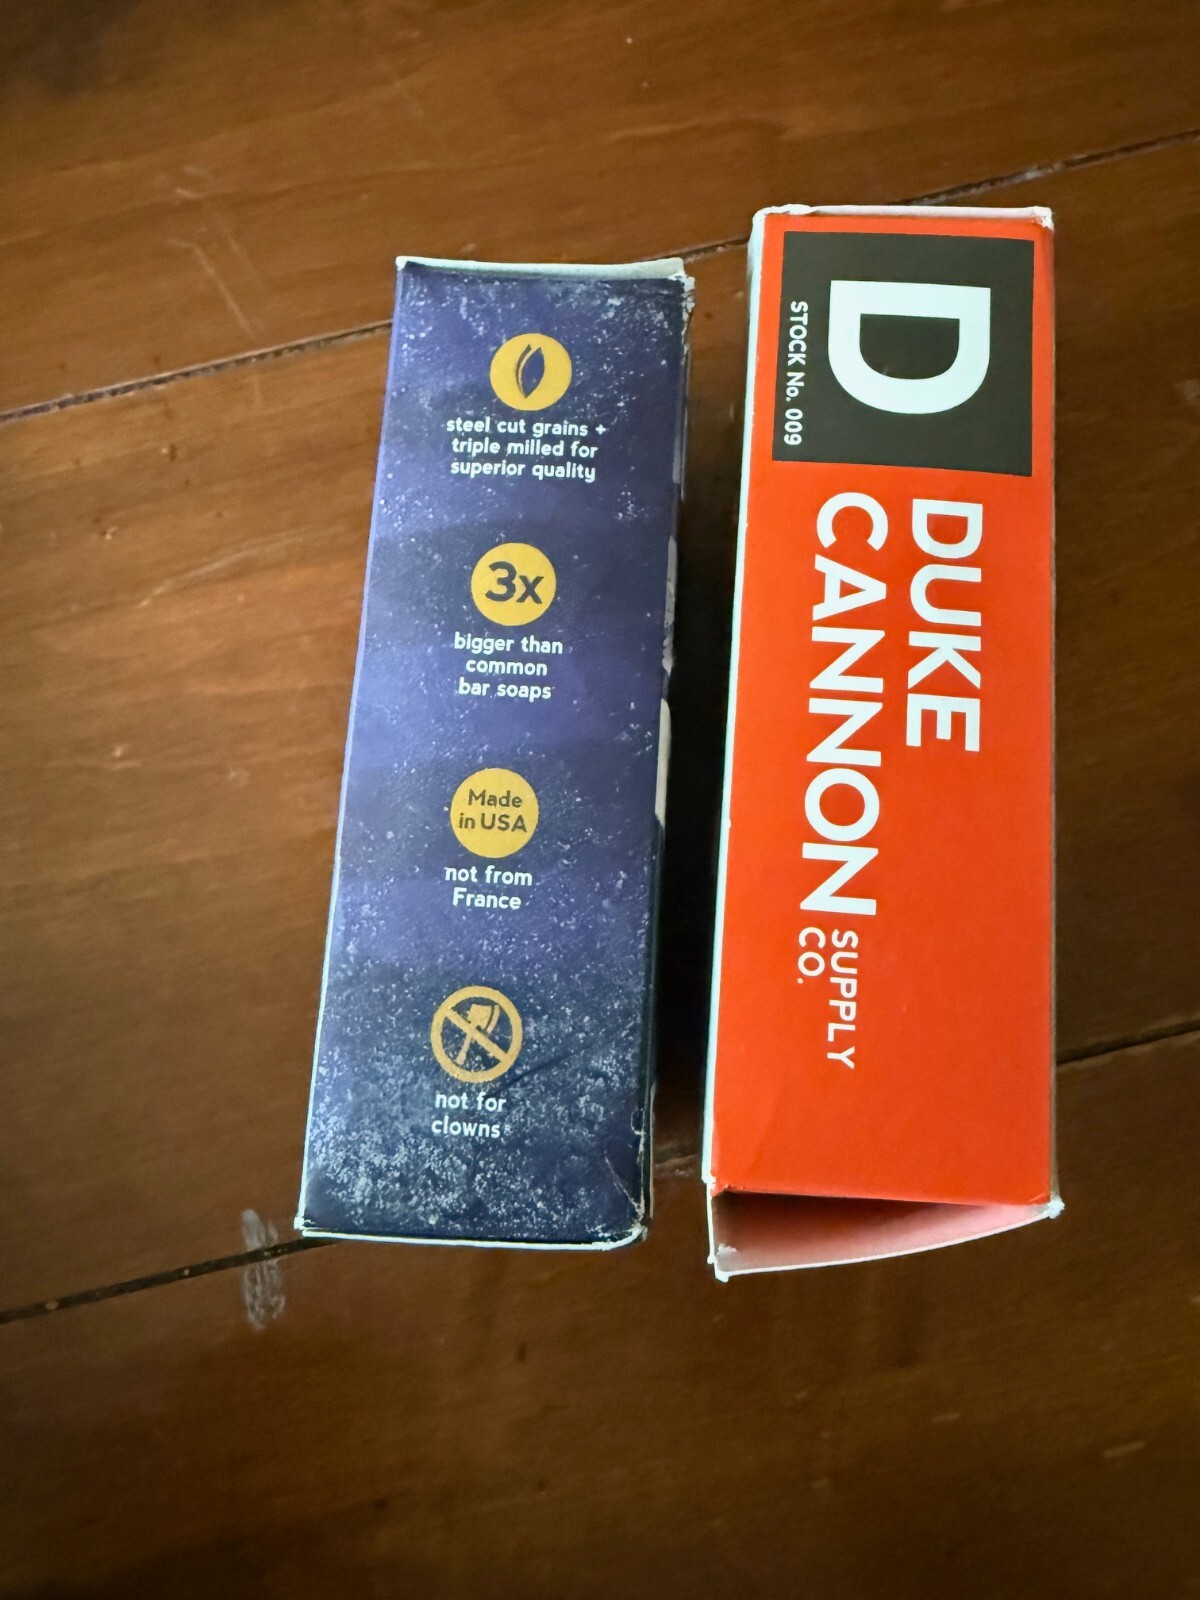 steel cut grains +
triple milled for
superior quality
3x
bigger than
common
bar soaps
Made
in USA
not from
France
not for
clowns
D
STOCK No. 009
DUKE
CANNON
SUPPLY
CO.